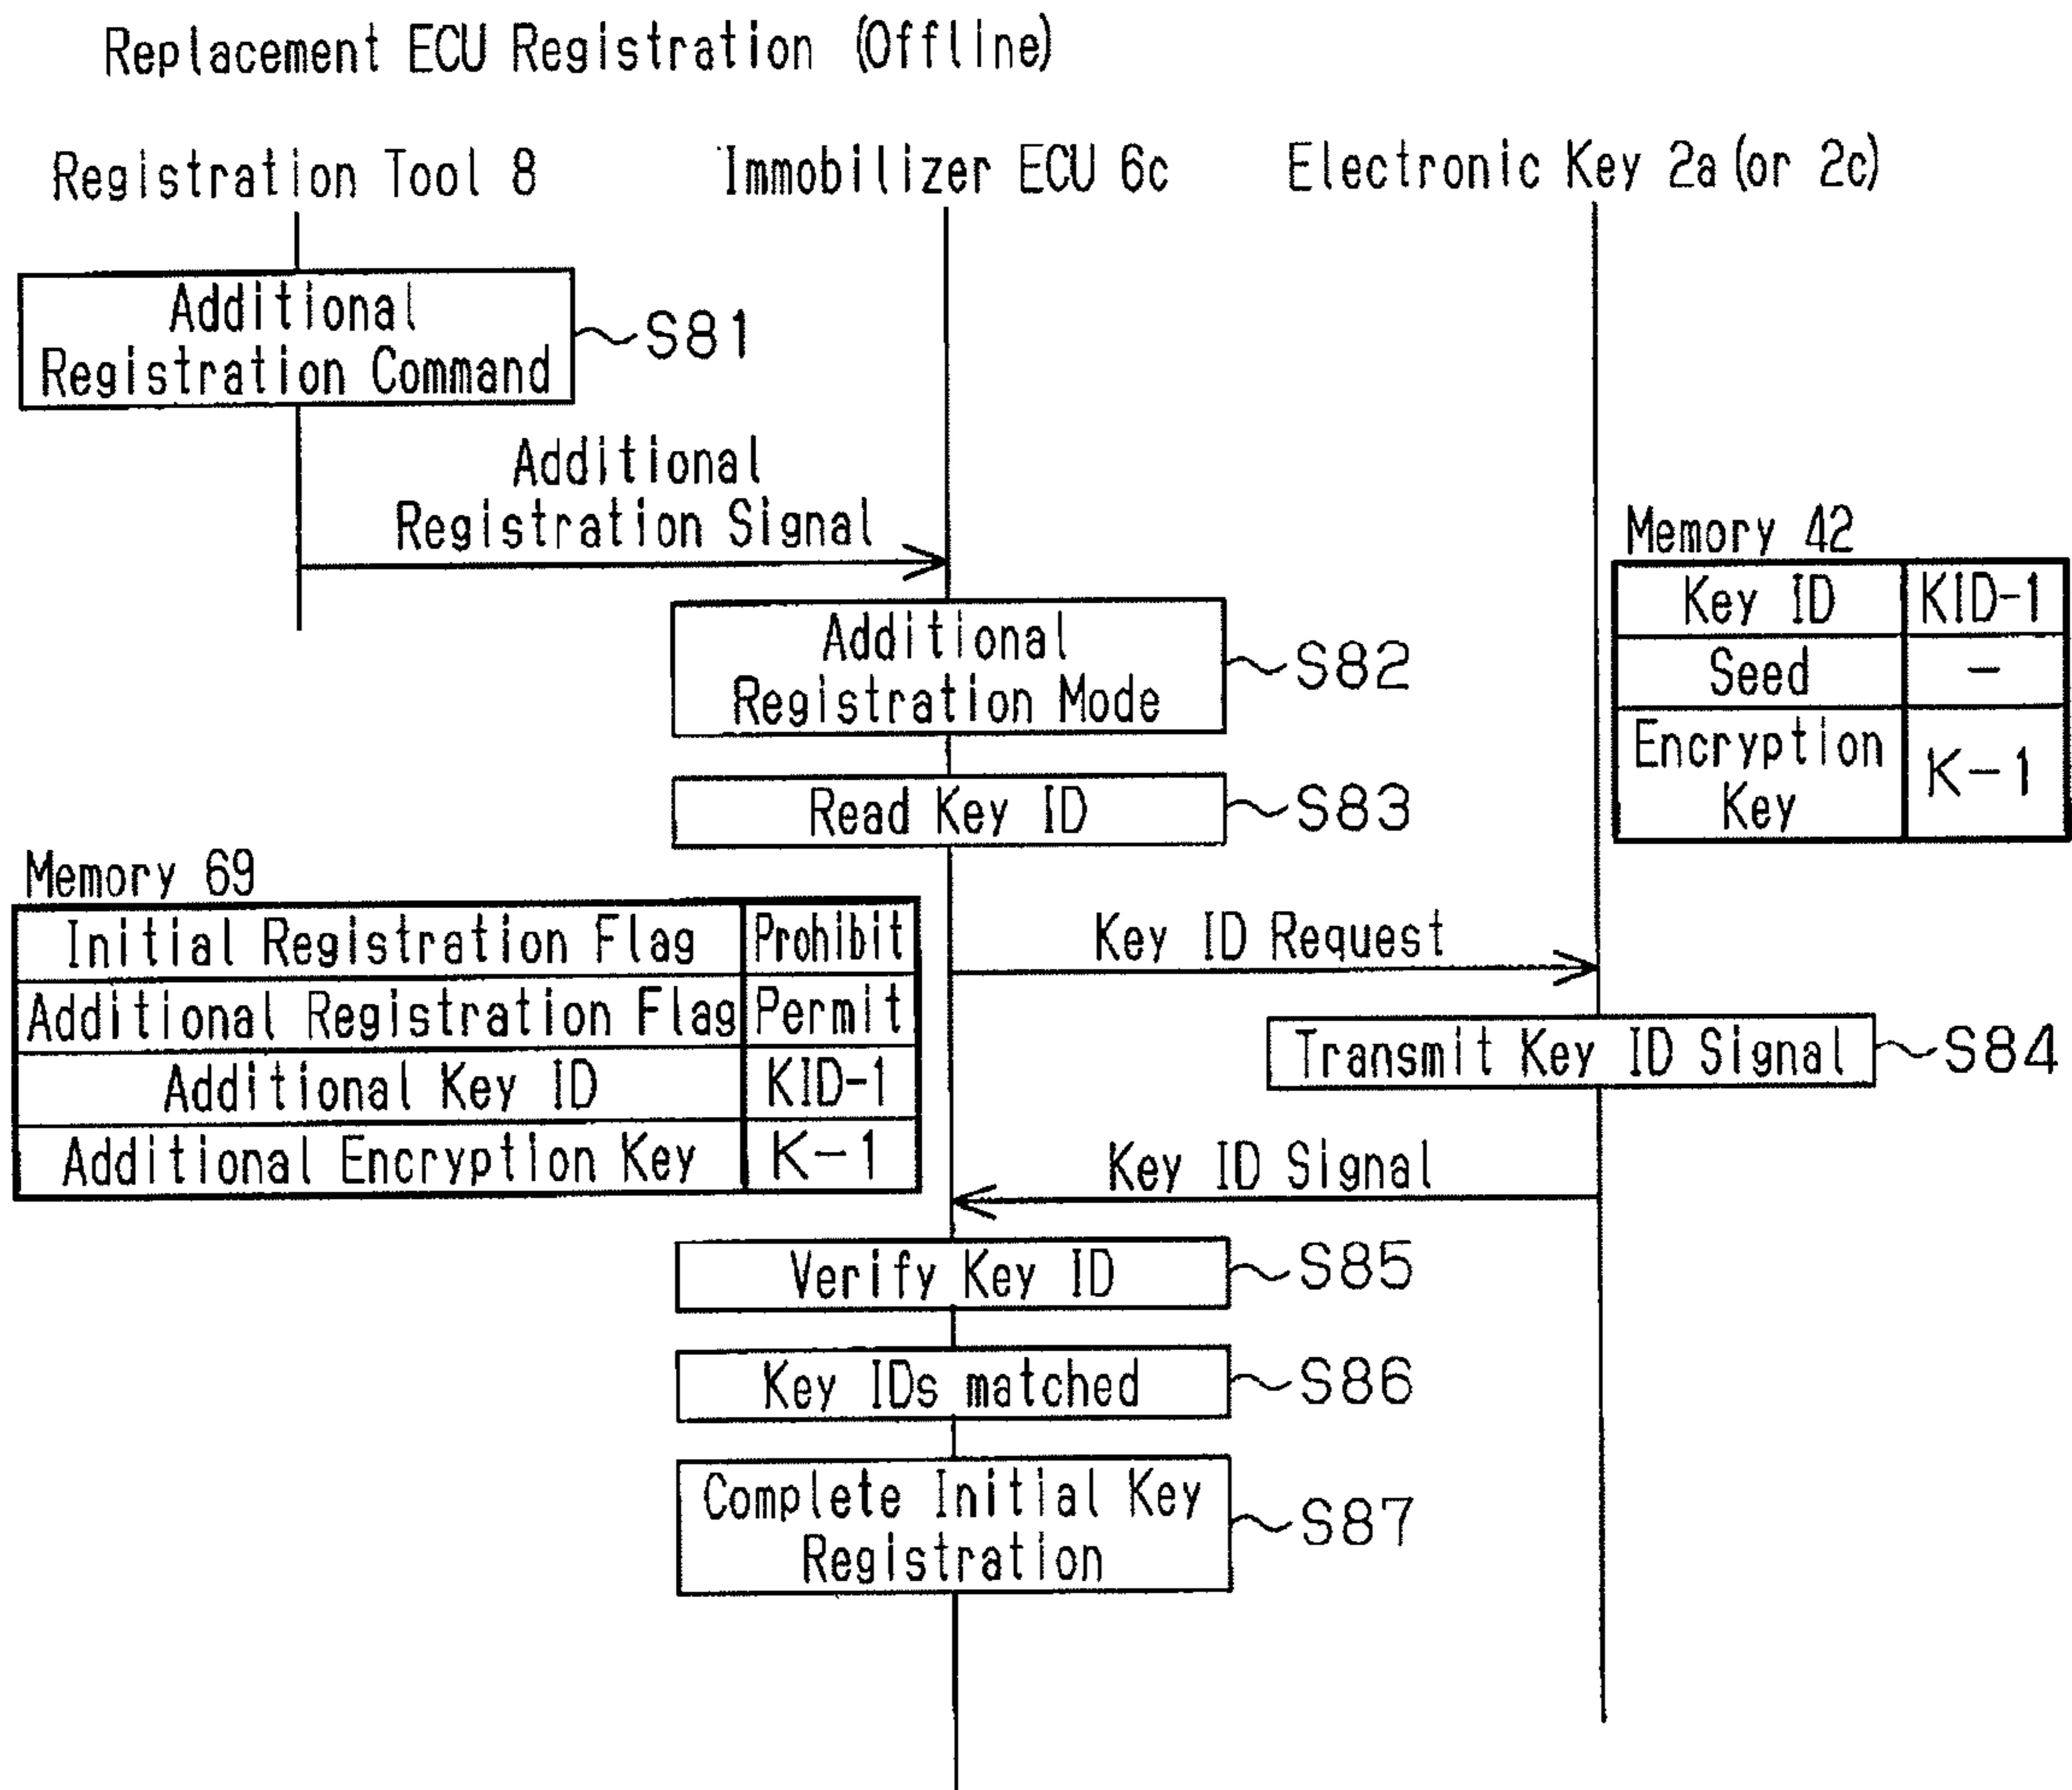 Replacement ECU Registration (Offline)
Registration Tool 8
Immobilizer ECU 6c
Electronic Key 2a (or 2c)
Additional
Registration Command
S81
Additional
Registration Signal
Memory 42
Key ID KID-1
Seed -
Encryption
Key K-1
Additional
Registration Mode
S82
Read Key ID
S83
Memory 69
Initial Registration Flag Prohibit
Additional Registration Flag Permit
Additional Key ID KID-1
Additional Encryption Key K-1
Key ID Request
Transmit Key ID Signal
S84
Key ID Signal
Verify Key ID
S85
Key IDs matched
S86
Complete Initial Key
Registration
S87